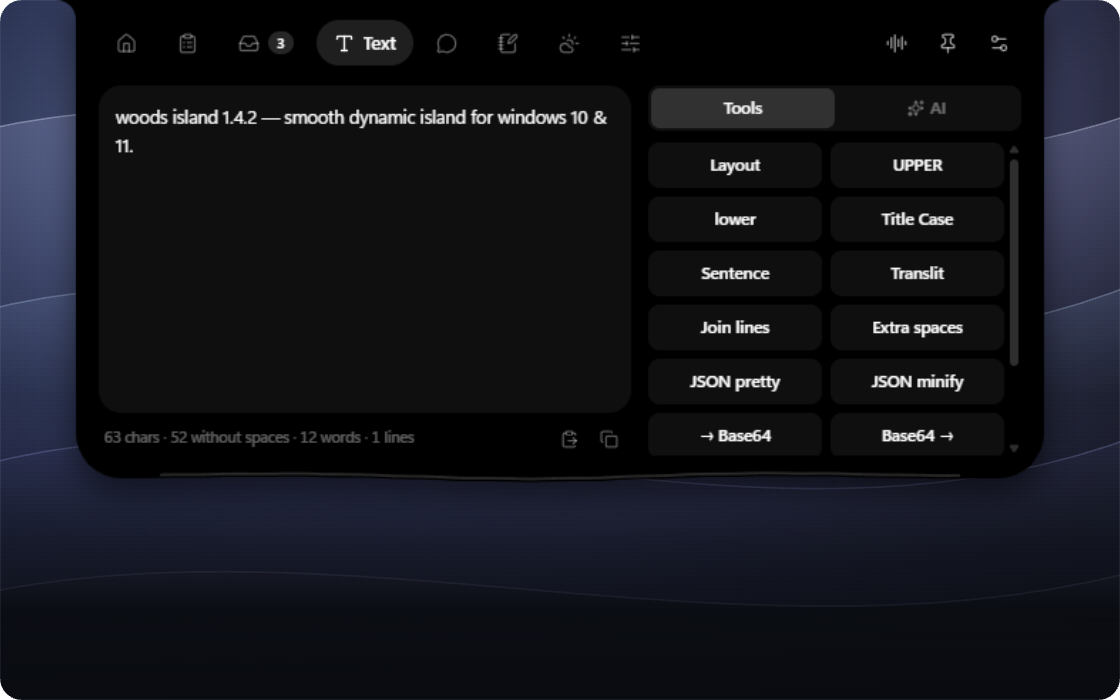 3
Text
woods island 1.4.2 — smooth dynamic island for windows 10 &
11.
63 chars · 52 without spaces · 12 words · 1 lines
Tools
AI
Layout
UPPER
lower
Title Case
Sentence
Translit
Join lines
Extra spaces
JSON pretty
JSON minify
→ Base64
Base64 →